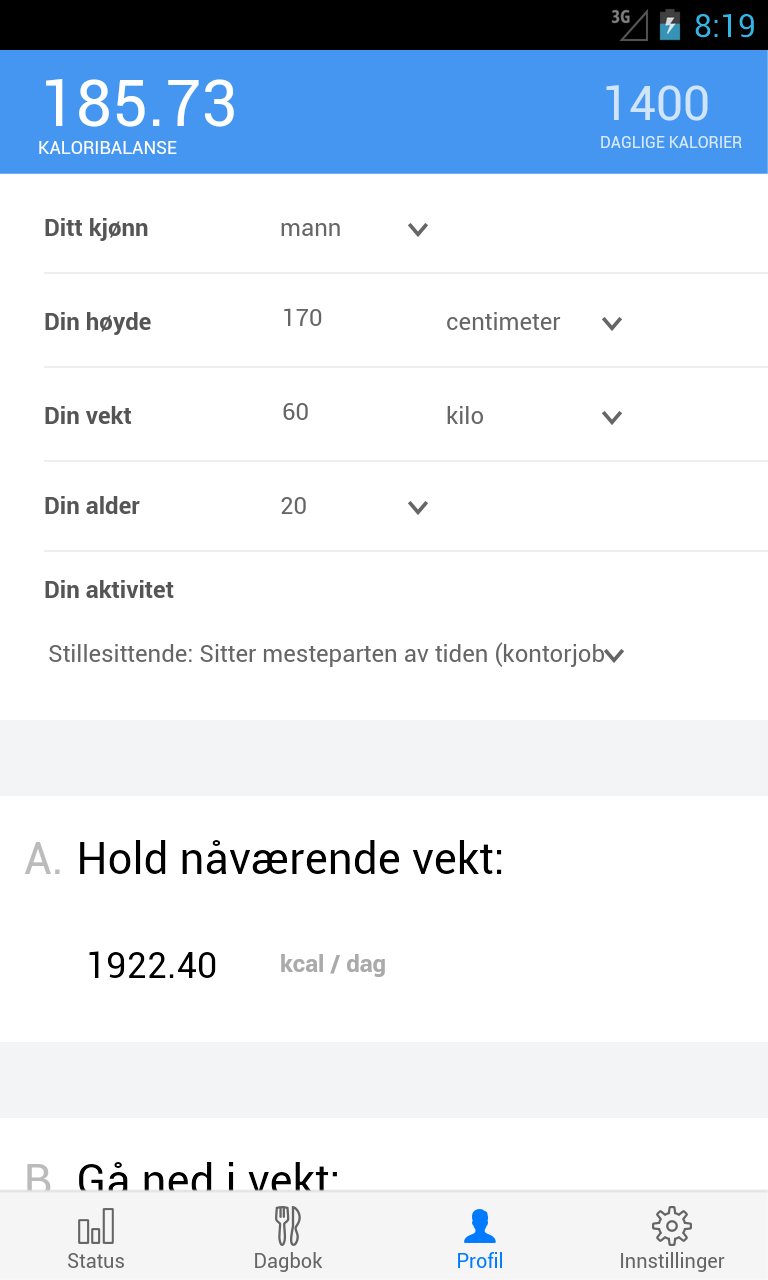 3G 8:19
185.73 1400
KALORIBALANSE DAGLIGE KALORIER
Ditt kjønn mann
Din høyde 170 centimeter
Din vekt 60 kilo
Din alder 20
Din aktivitet
Stillesittende: Sitter mesteparten av tiden (kontorjob
A. Hold nåværende vekt:
1922.40 kcal / dag
B. Gå ned i vekt:
Status Dagbok Profil Innstillinger